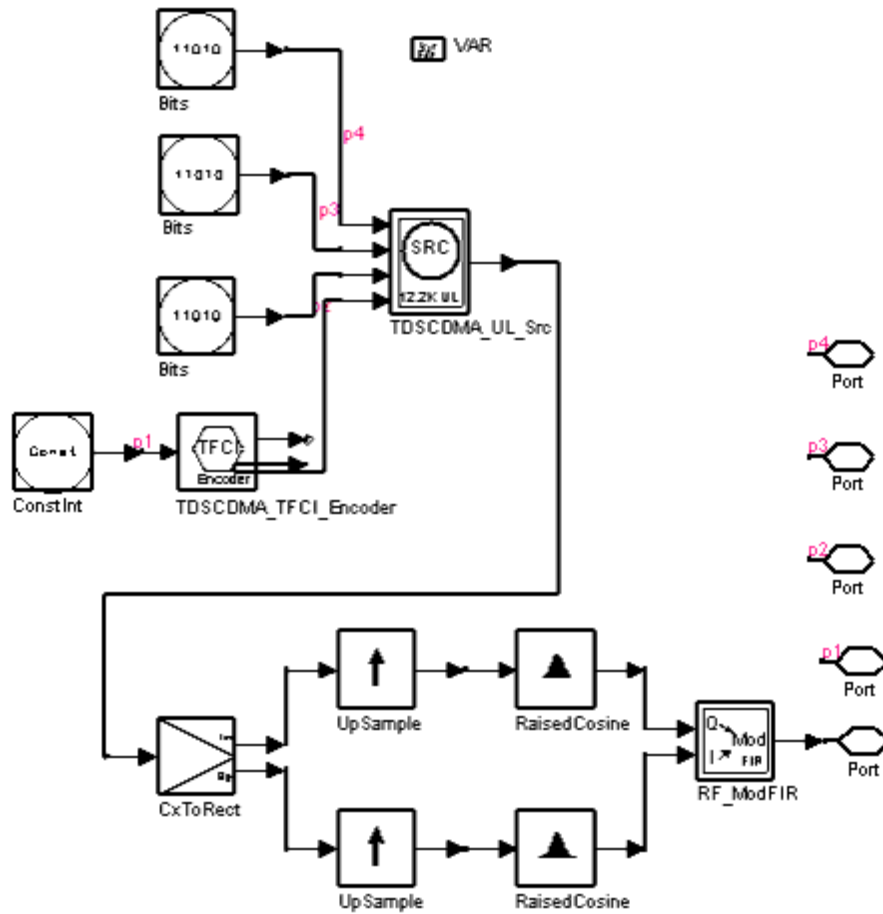 11010
Bits
VAR
p4
11010
Bits
p3
SRC
12.2K UL
TDSCDMA_UL_Src
11010
Bits
p4
Port
Const
ConstInt
p1
TFCI
Encoder
TDSCDMA_TFCI_Encoder
p3
Port
p2
Port
p1
Port
UpSample
RaisedCosine
CxToRect
Q
I
Mod
FIR
RF_ModFIR
Port
UpSample
RaisedCosine